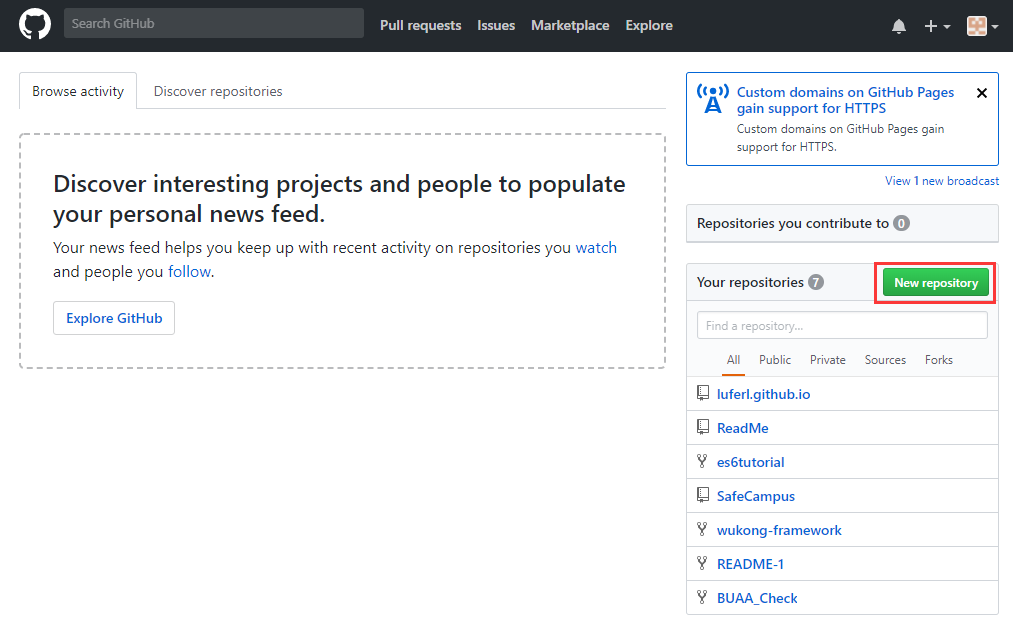 Search GitHub
Pull requests
Issues
Marketplace
Explore
Browse activity
Discover repositories
Discover interesting projects and people to populate
your personal news feed.
Your news feed helps you keep up with recent activity on repositories you watch
and people you follow.
Explore GitHub
Custom domains on GitHub Pages
gain support for HTTPS
Custom domains on GitHub Pages gain
support for HTTPS.
View 1 new broadcast
Repositories you contribute to 0
Your repositories 7
New repository
Find a repository...
All
Public
Private
Sources
Forks
luferl.github.io
ReadMe
es6tutorial
SafeCampus
wukong-framework
README-1
BUAA_Check